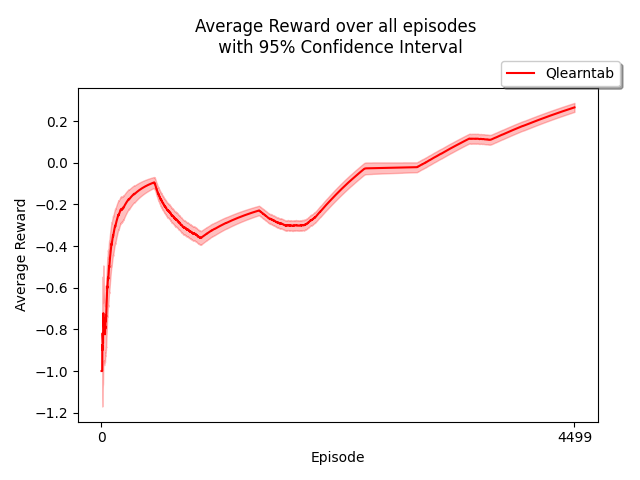 Average Reward over all episodes
with 95% Confidence Interval
Qlearntab
0.2
0.0
−0.2
−0.4
−0.6
−0.8
−1.0
−1.2
Average Reward
0
4499
Episode